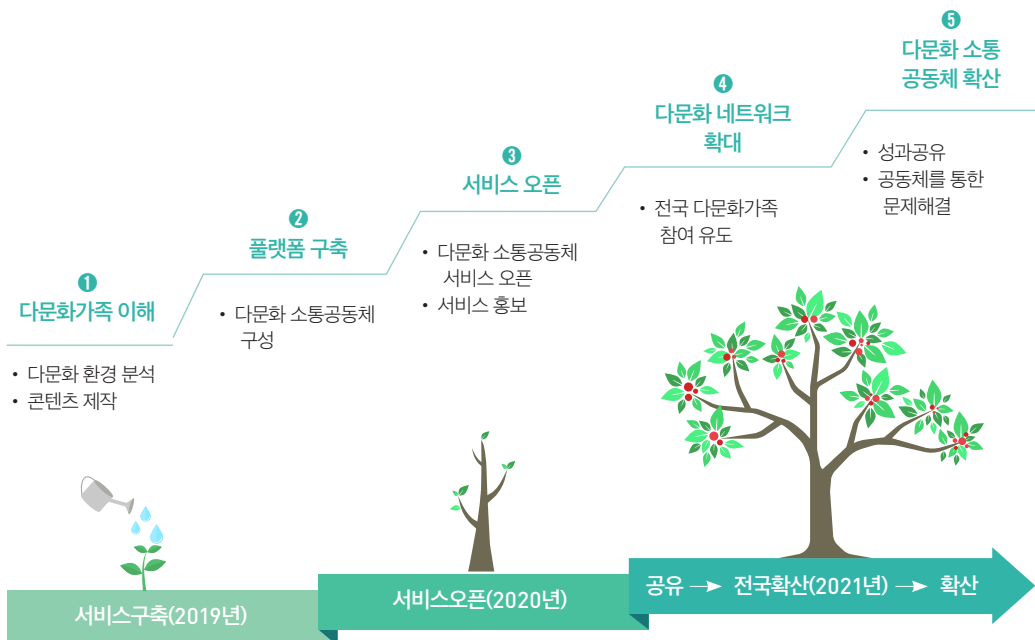 ❶
다문화가족 이해
• 다문화 환경 분석
• 콘텐츠 제작
❷
풀랫폼 구축
• 다문화 소통공동체
구성
❸
서비스 오픈
• 다문화 소통공동체
서비스 오픈
• 서비스 홍보
❹
다문화 네트워크
확대
• 전국 다문화가족
참여 유도
❺
다문화 소통
공동체 확산
• 성과공유
• 공동체를 통한
문제해결
서비스구축(2019년)
서비스오픈(2020년)
공유 → 전국확산(2021년) → 확산